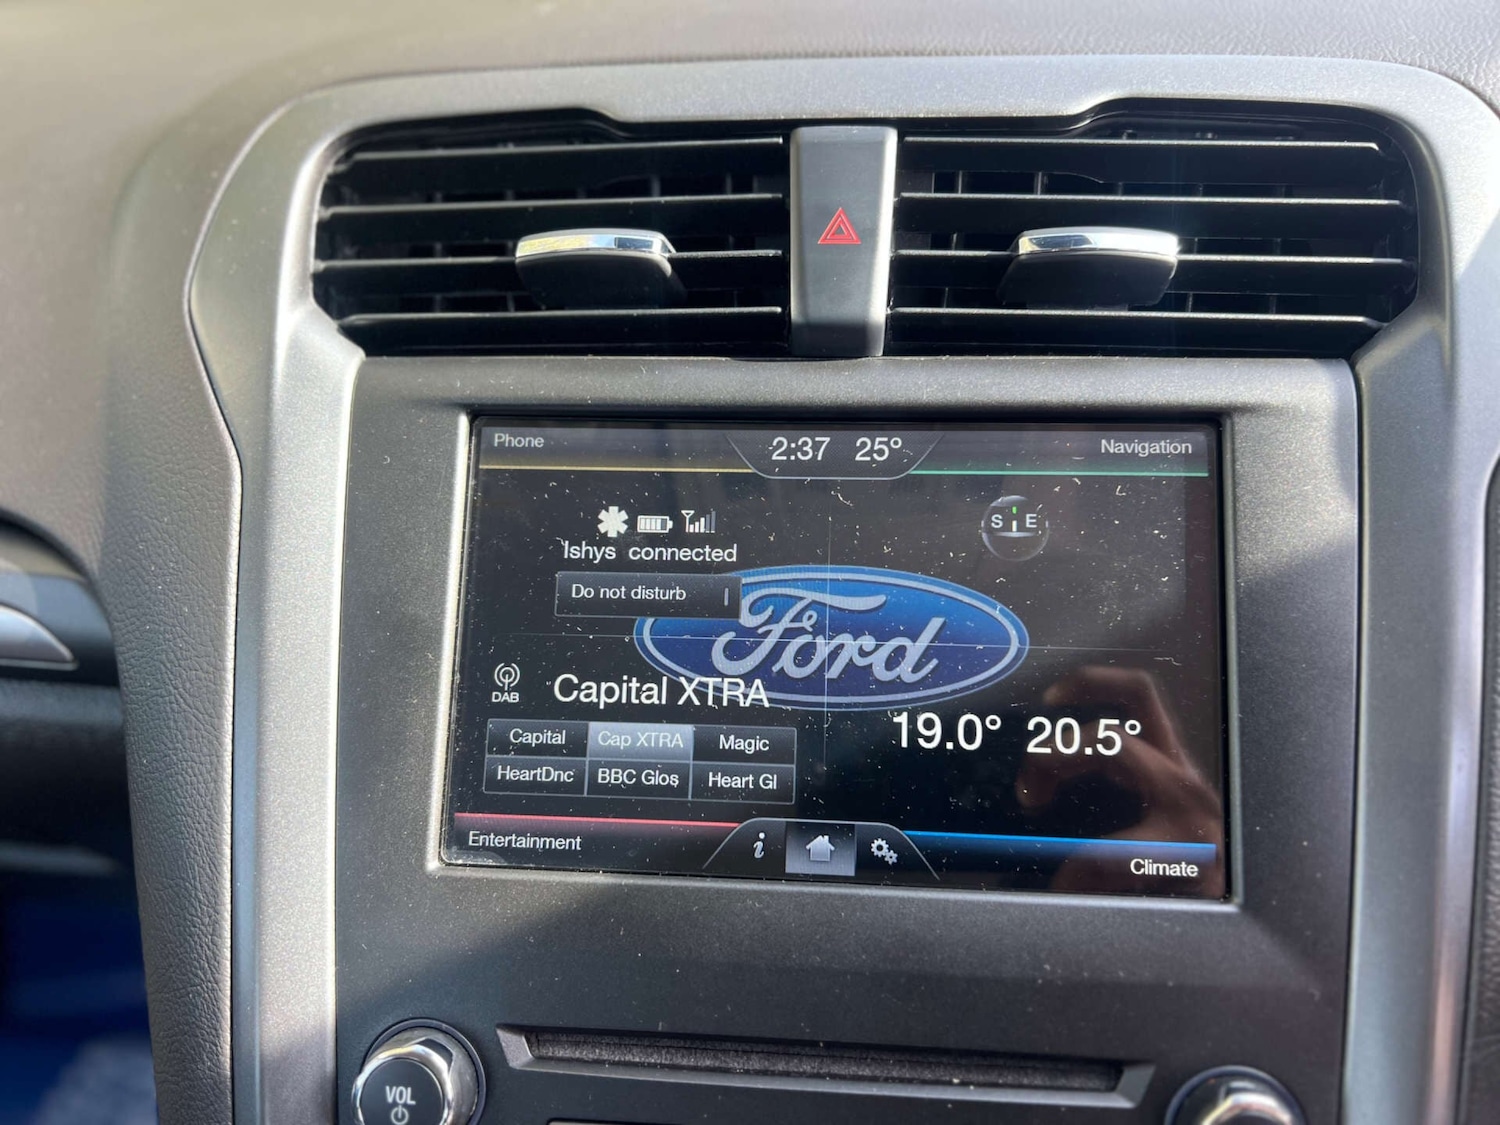 Phone
2:37 25°
Navigation
Ishys connected
Do not disturb
S E
Ford
DAB
Capital XTRA
Capital Cap XTRA Magic
HeartDnc BBC Glos Heart Gl
19.0° 20.5°
Entertainment
i
Climate
VOL